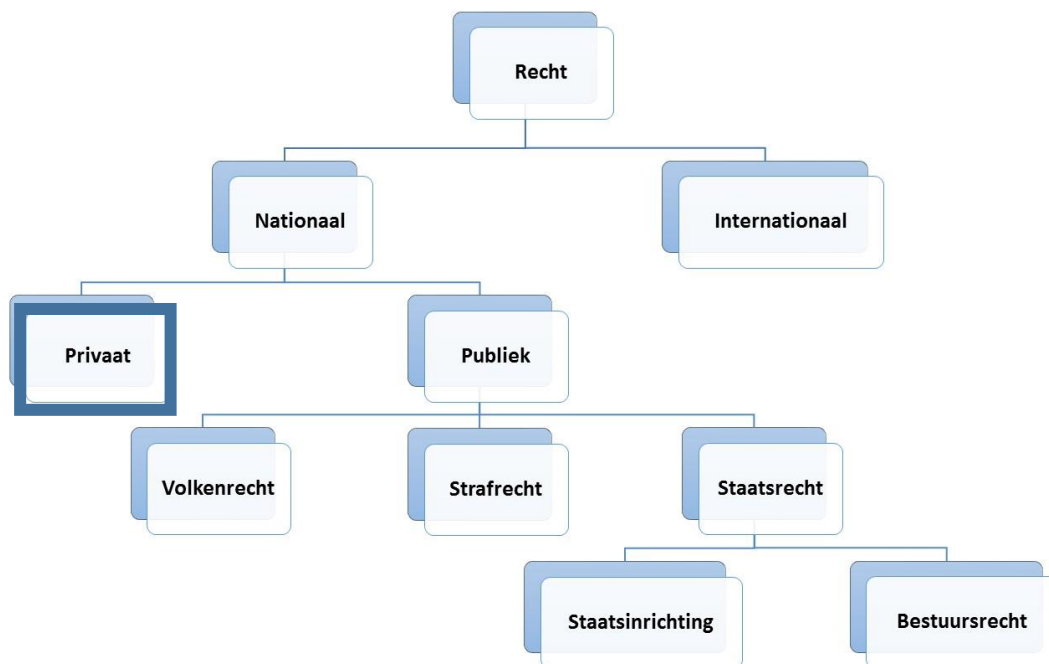 Recht
Nationaal
Internationaal
Privaat
Publiek
Volkenrecht
Strafrecht
Staatsrecht
Staatsinrichting
Bestuursrecht